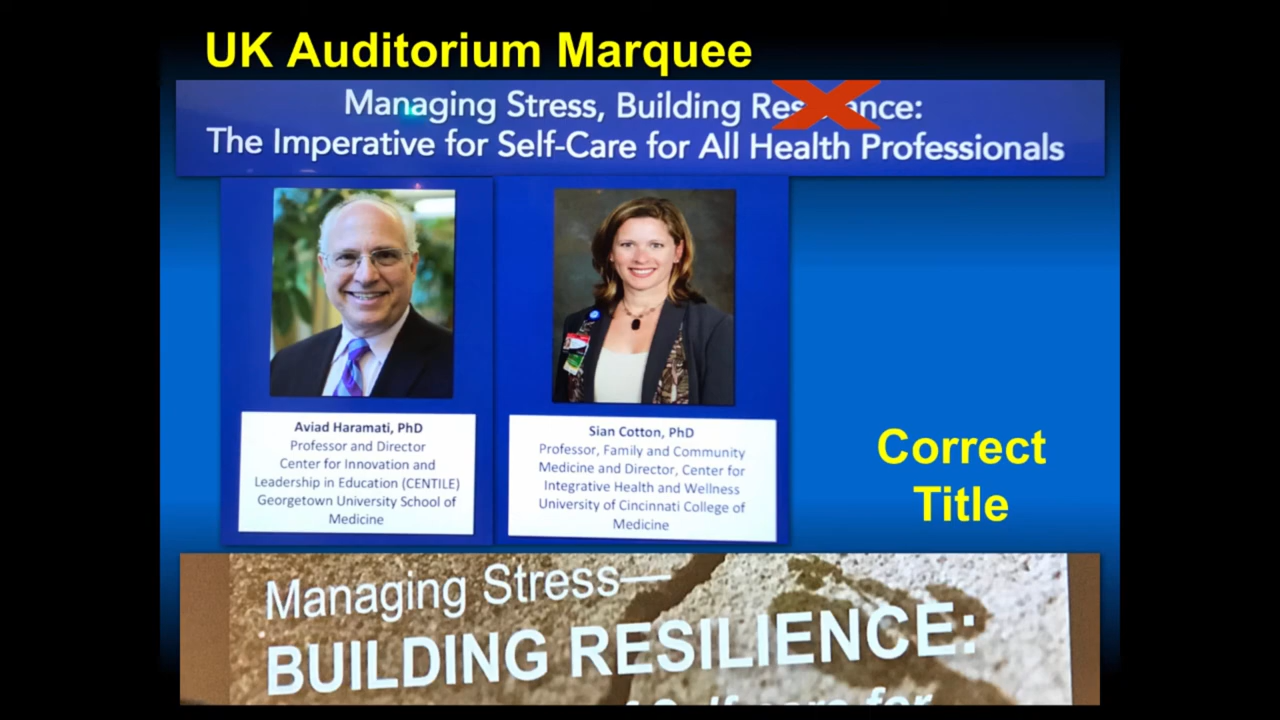 UK Auditorium Marquee
Managing Stress, Building
The Imperative for Self-Care for All Health Professionals
Aviad Haramati, PhD
Professor and Director
Center for Innovation and
Leadership in Education (CENTILE)
Georgetown University School of
Medicine
Sian Cotton, PhD
Professor, Family and Community
Medicine and Director, Center for
Integrative Health and Wellness
University of Cincinnati College of
Medicine
Correct
Title
Managing Stress—
BUILDING RESILIENCE: